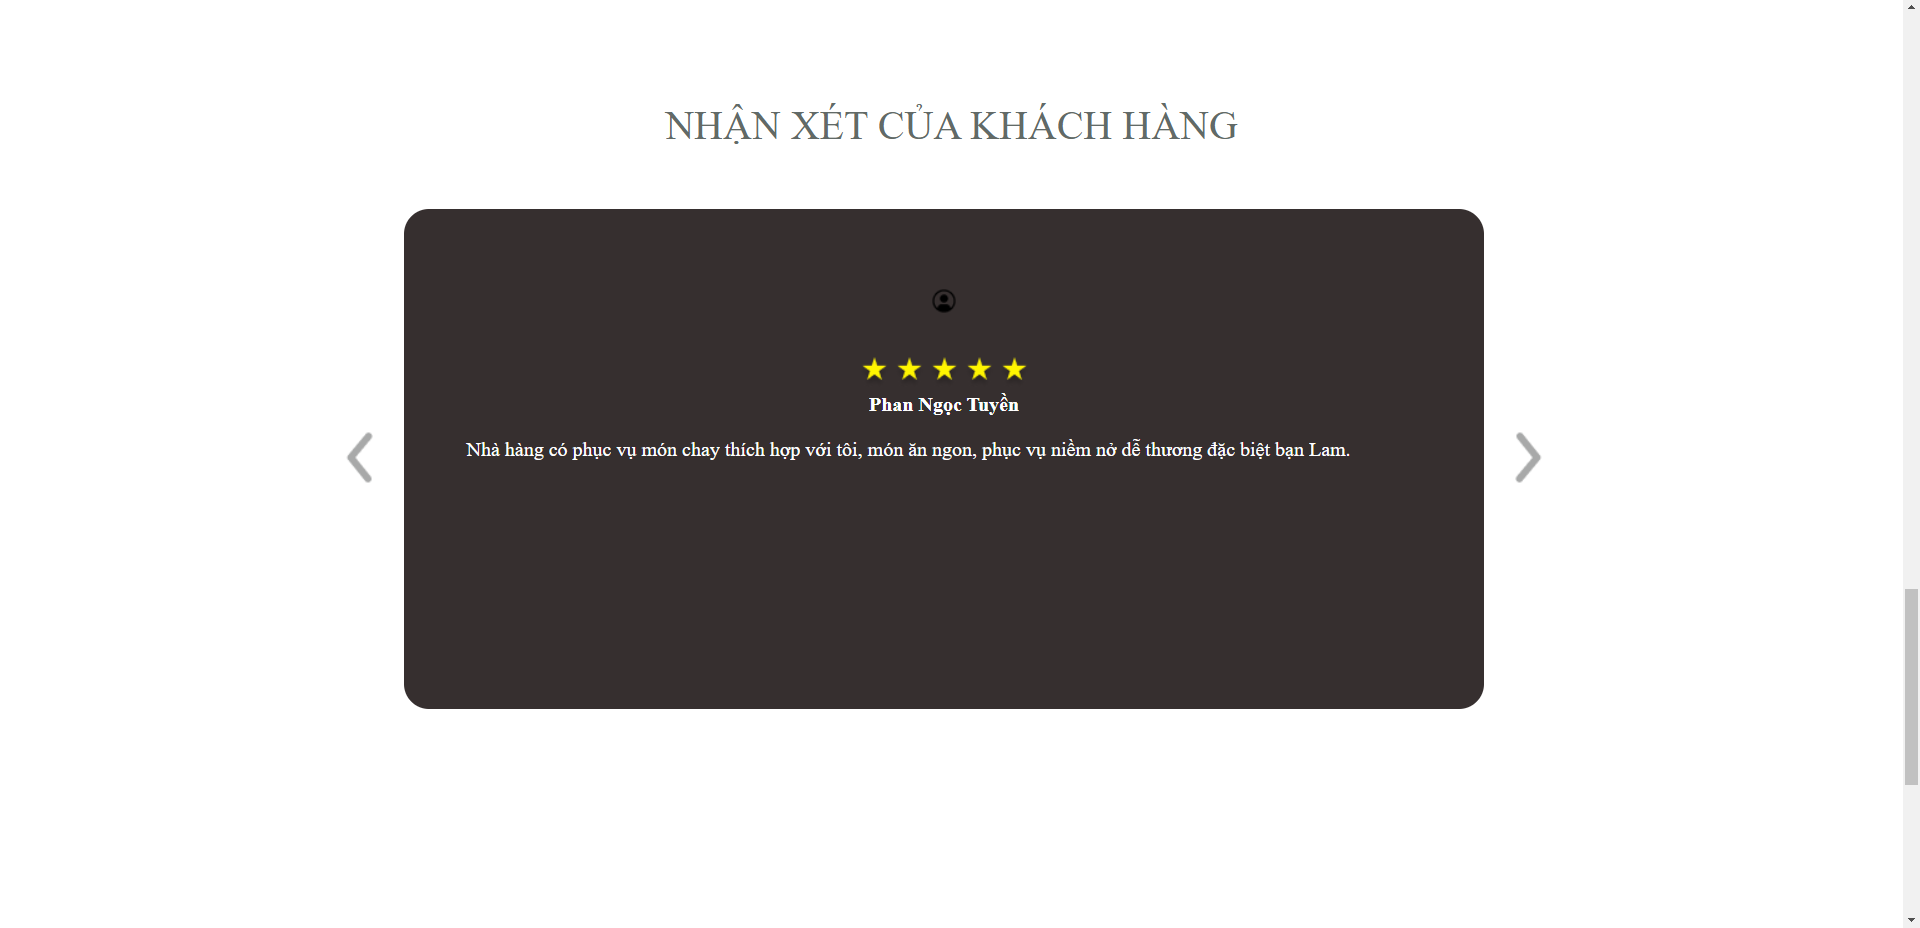 NHẬN XÉT CỦA KHÁCH HÀNG
Phan Ngọc Tuyền
Nhà hàng có phục vụ món chay thích hợp với tôi, món ăn ngon, phục vụ niềm nở dễ thương đặc biệt bạn Lam.